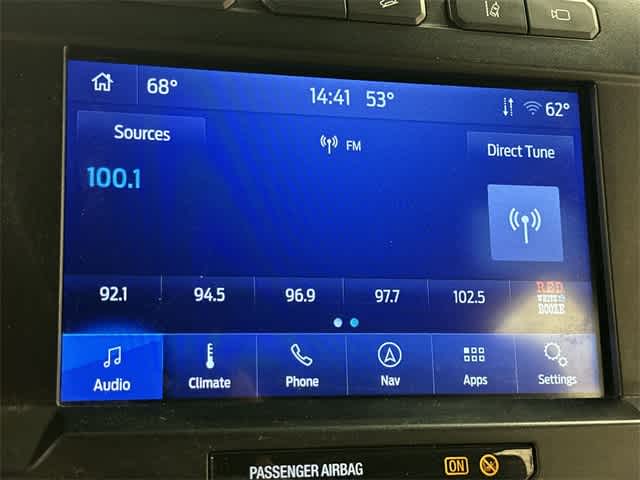 68° 14:41 53° 62°
Sources FM Direct Tune
100.1
92.1 94.5 96.9 97.7 102.5 RED WHITE BOOZE
Audio Climate Phone Nav Apps Settings
PASSENGER AIRBAG ON